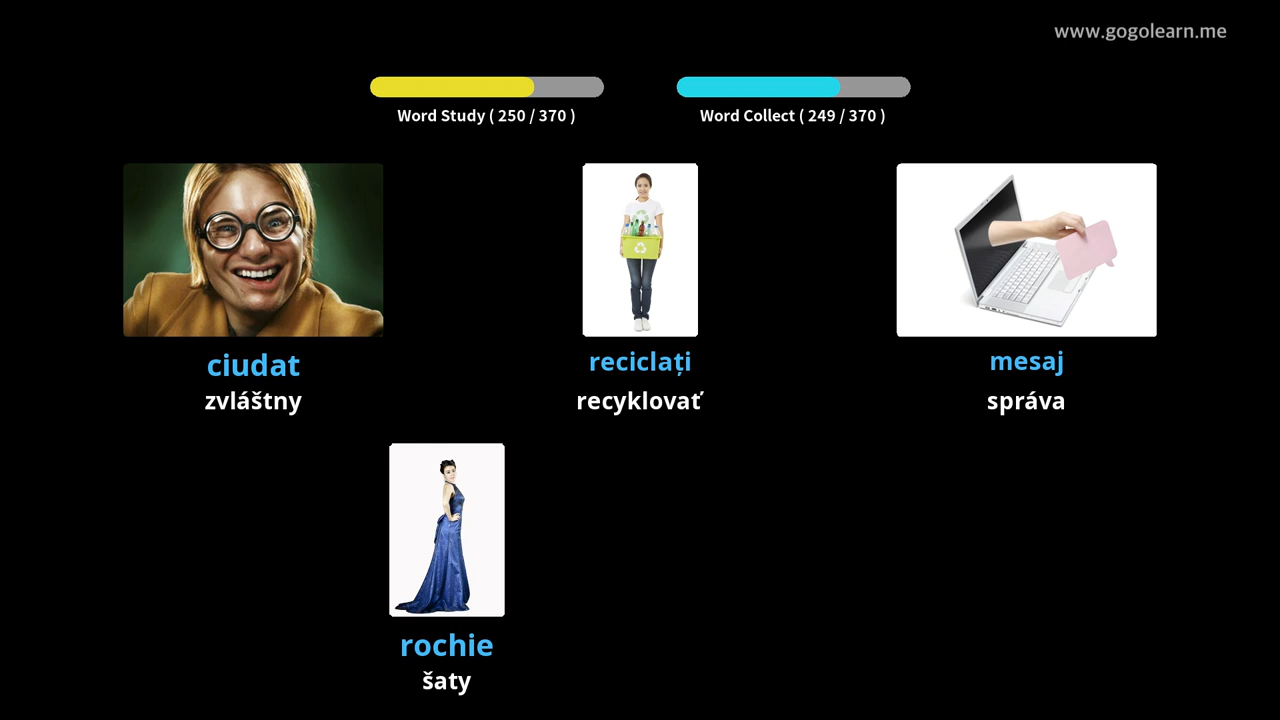 www.gogolearn.me
Word Study ( 250 / 370 )
Word Collect ( 249 / 370 )
ciudat
zvláštny
reciclați
recyklovať
mesaj
správa
rochie
šaty